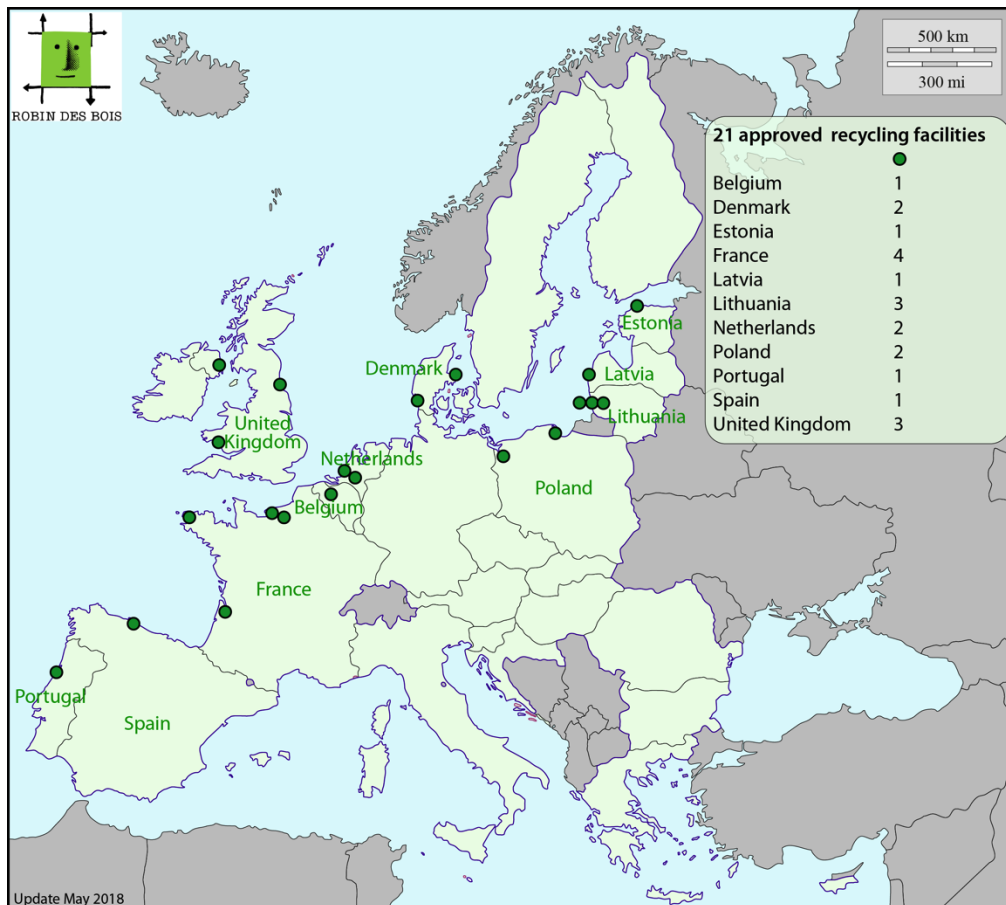 ROBIN DES BOIS
500 km
300 mi
21 approved recycling facilities
Belgium 1
Denmark 2
Estonia 1
France 4
Latvia 1
Lithuania 3
Netherlands 2
Poland 2
Portugal 1
Spain 1
United Kingdom 3
Estonia
Denmark
Latvia
Lithuania
United
Kingdom
Netherlands
Poland
Belgium
France
Portugal
Spain
Update May 2018